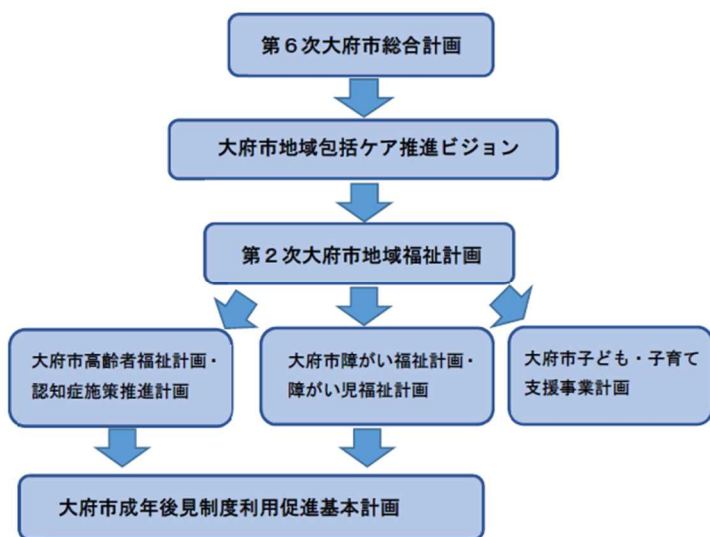 第６次大府市総合計画
大府市地域包括ケア推進ビジョン
第２次大府市地域福祉計画
大府市高齢者福祉計画・
認知症施策推進計画
大府市障がい福祉計画・
障がい児福祉計画
大府市子ども・子育て
支援事業計画
大府市成年後見制度利用促進基本計画